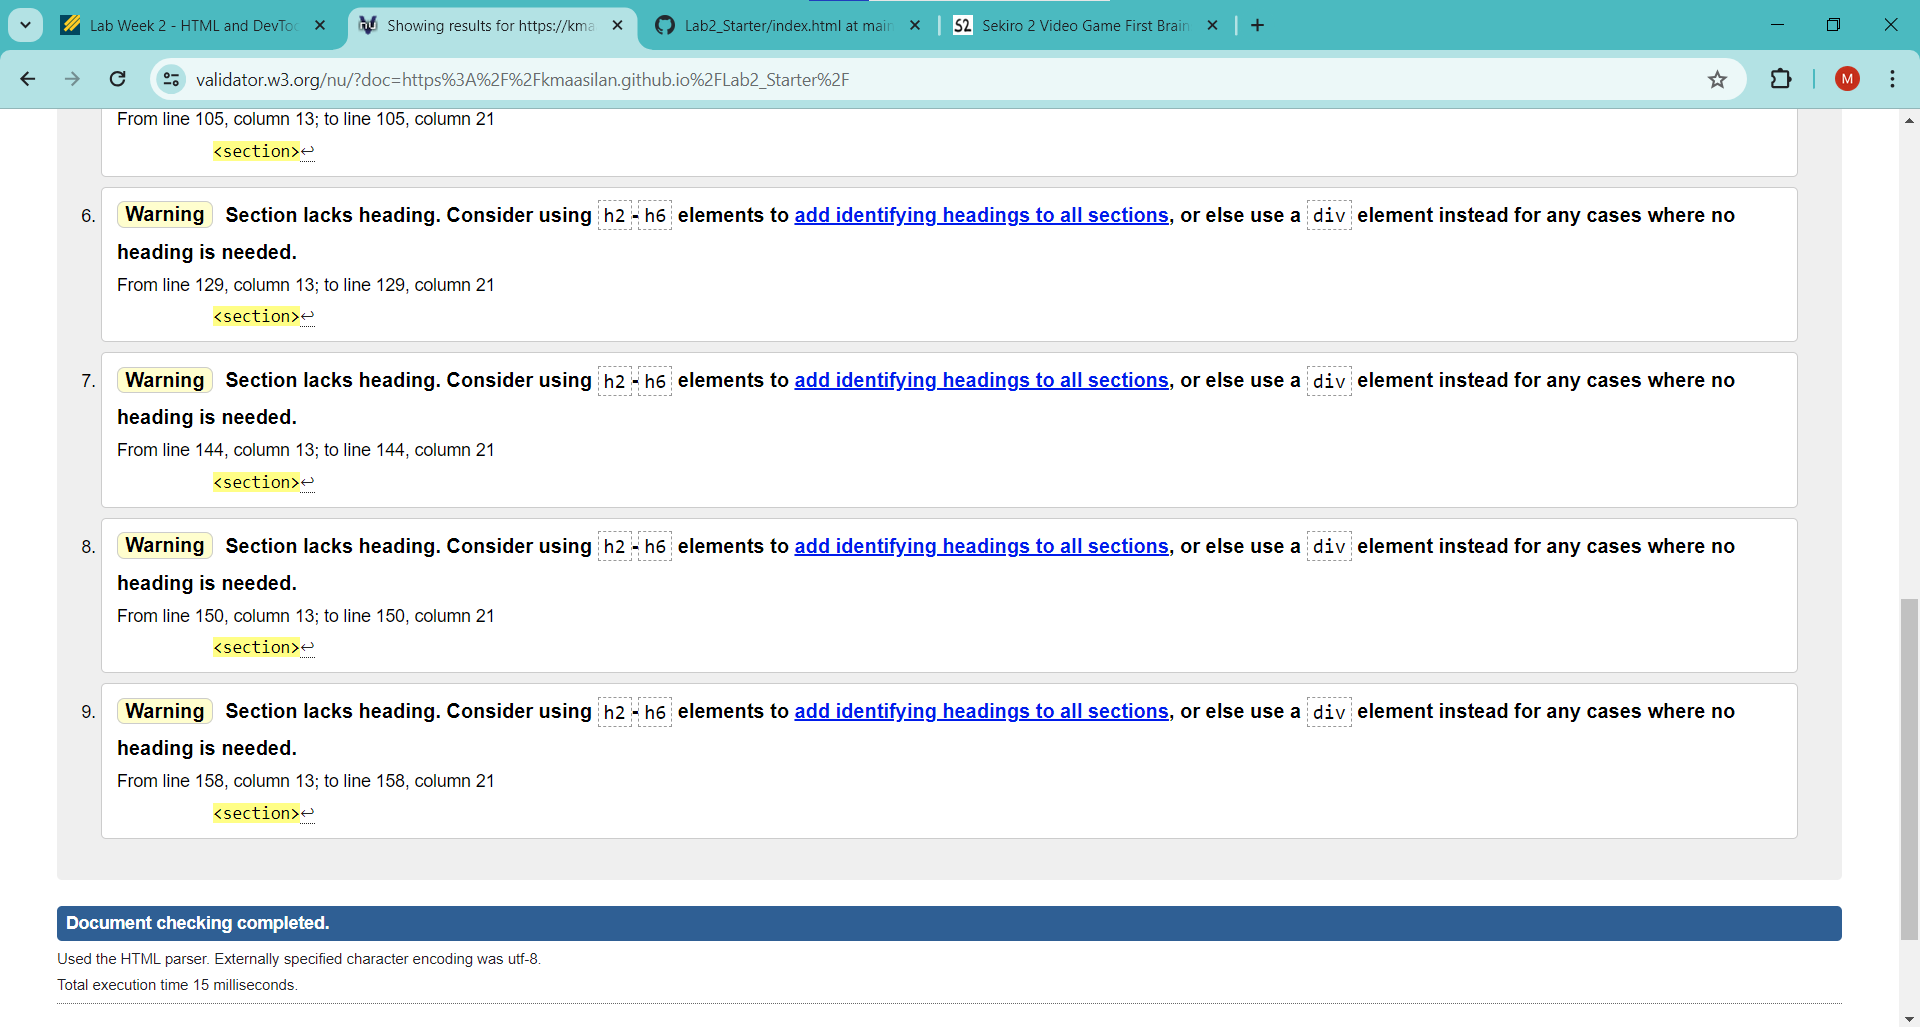 Lab Week 2 - HTML and DevToo
Showing results for https://kma
Lab2_Starter/index.html at main
S2 Sekiro 2 Video Game First Brain
validator.w3.org/nu/?doc=https%3A%2F%2Fkmaasilan.github.io%2FLab2_Starter%2F
M
From line 105, column 13; to line 105, column 21
<section>↩
6. Warning Section lacks heading. Consider using h2-h6 elements to add identifying headings to all sections, or else use a div element instead for any cases where no
heading is needed.
From line 129, column 13; to line 129, column 21
<section>↩
7. Warning Section lacks heading. Consider using h2-h6 elements to add identifying headings to all sections, or else use a div element instead for any cases where no
heading is needed.
From line 144, column 13; to line 144, column 21
<section>↩
8. Warning Section lacks heading. Consider using h2-h6 elements to add identifying headings to all sections, or else use a div element instead for any cases where no
heading is needed.
From line 150, column 13; to line 150, column 21
<section>↩
9. Warning Section lacks heading. Consider using h2-h6 elements to add identifying headings to all sections, or else use a div element instead for any cases where no
heading is needed.
From line 158, column 13; to line 158, column 21
<section>↩
Document checking completed.
Used the HTML parser. Externally specified character encoding was utf-8.
Total execution time 15 milliseconds.